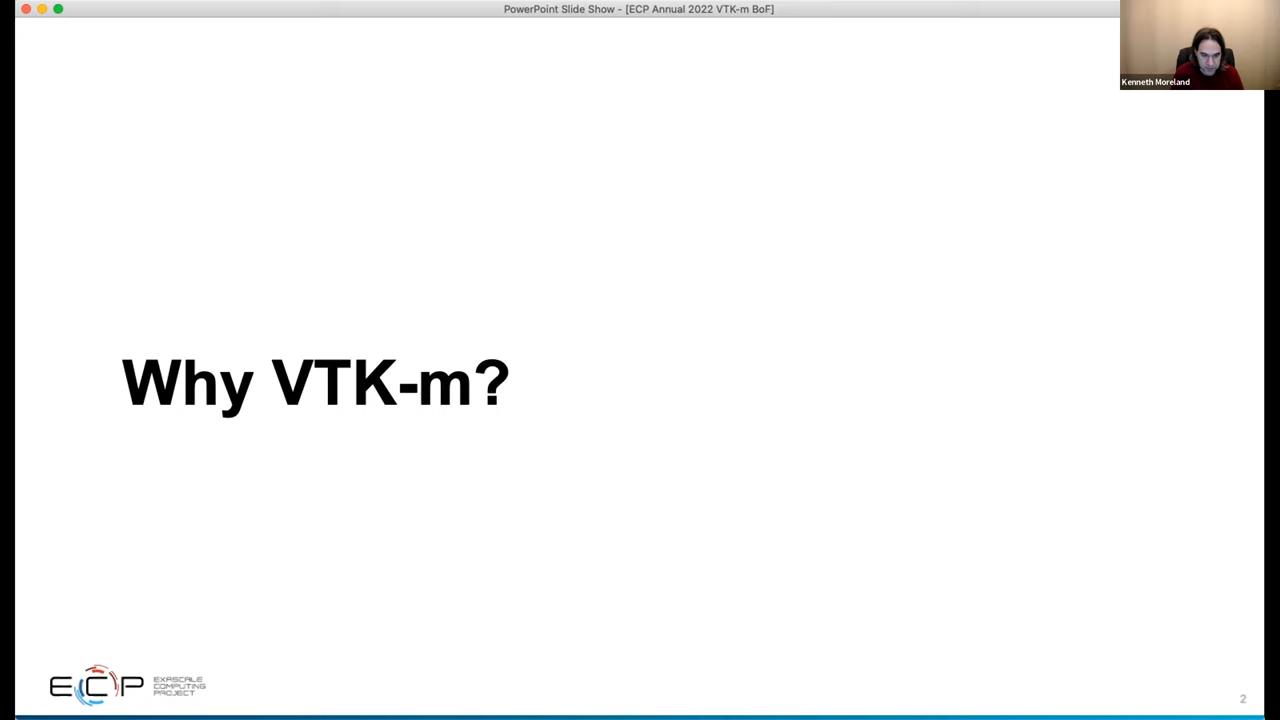 PowerPoint Slide Show - [ECP Annual 2022 VTK-m BoF]
Kenneth Moreland
Why VTK-m?
ECP
EXASCALE
COMPUTING
PROJECT
2